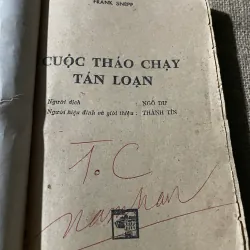 FRANK SNEPP
CUỘC THÁO CHẠY
TÁN LOẠN
Người dịch : NGÔ DƯ
Người hiệu đính và giới thiệu : THÀNH TÍN
T.C